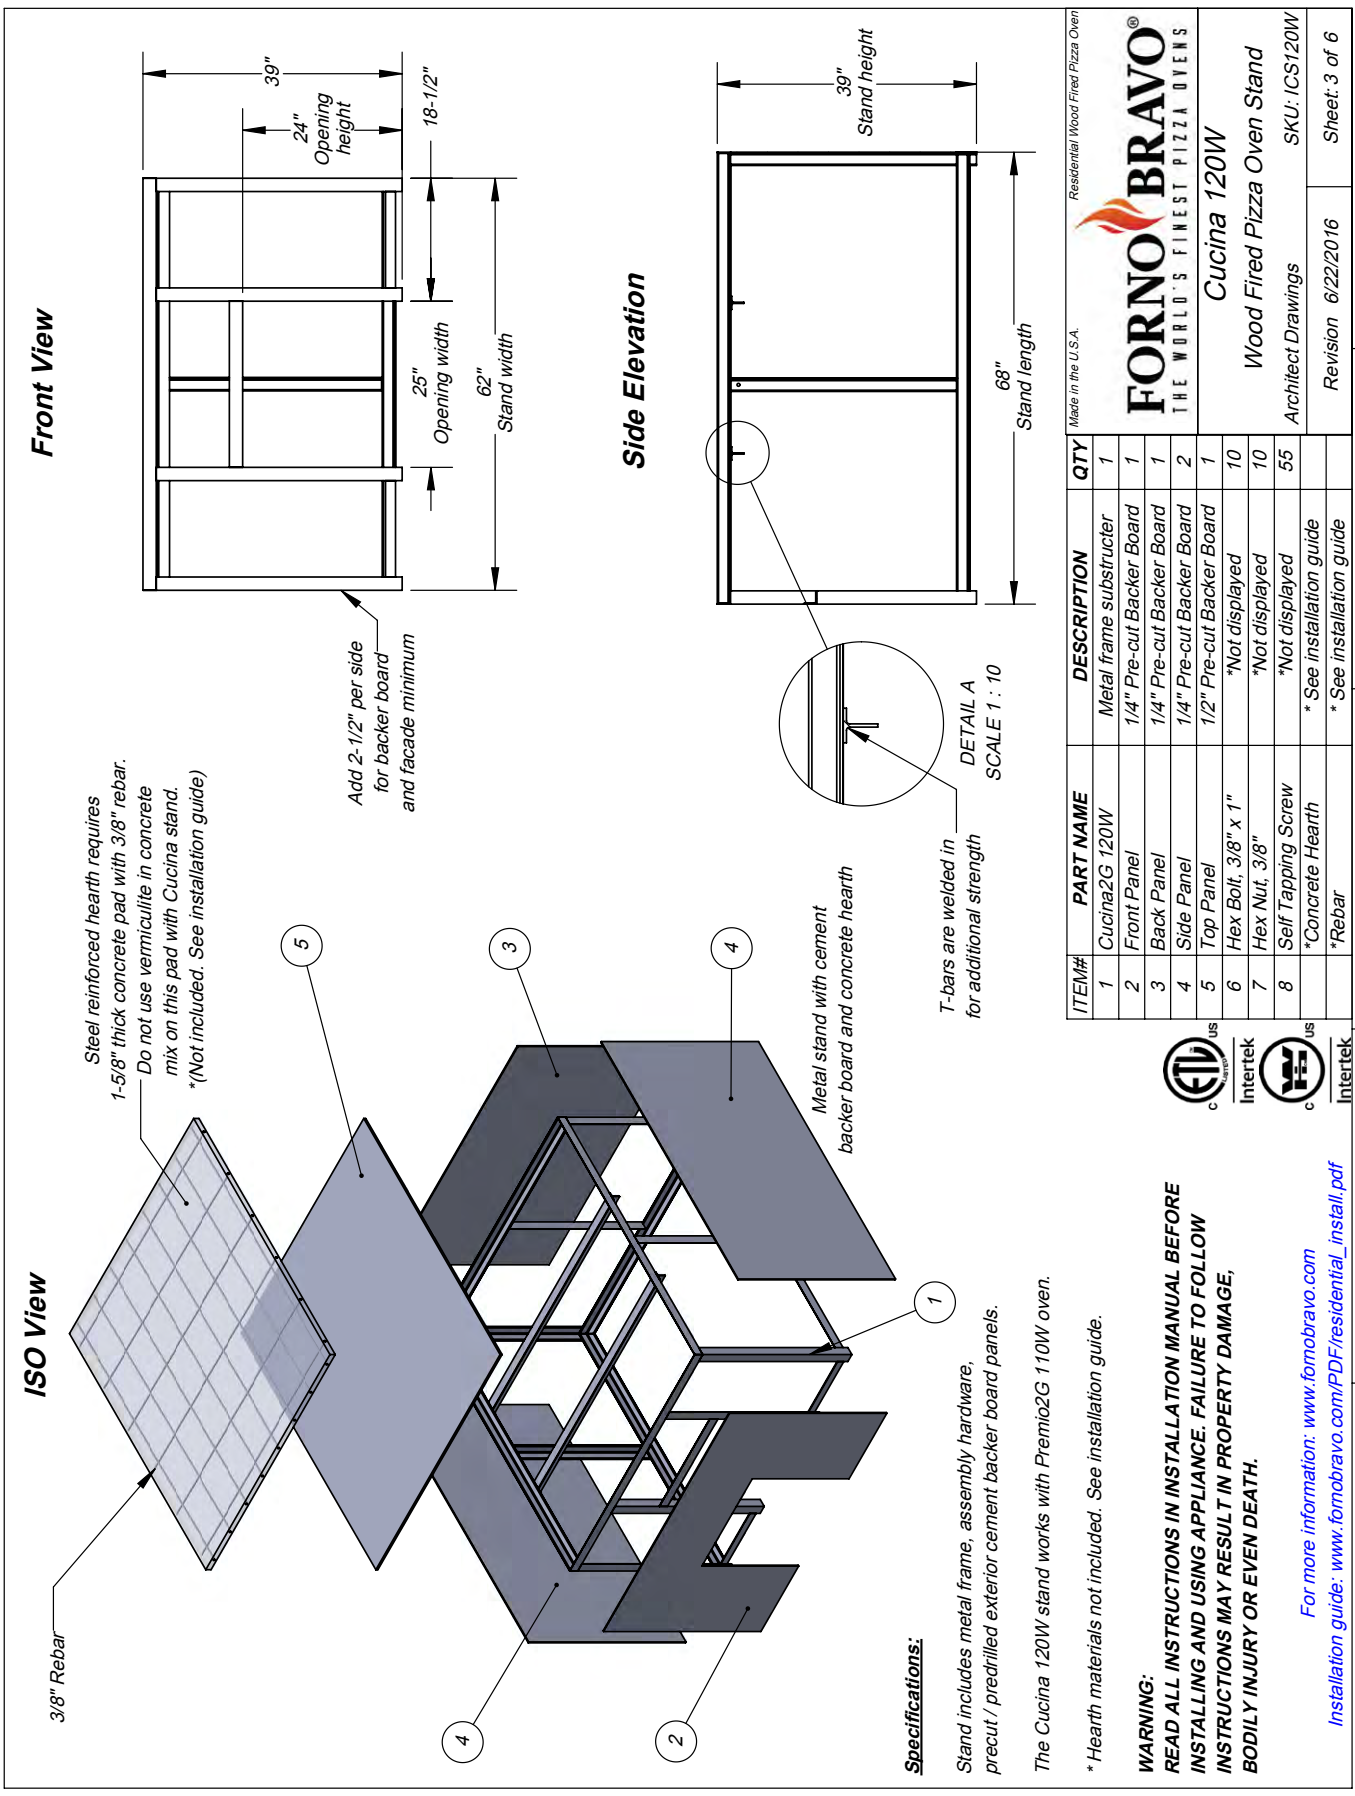 ISO View
3/8" Rebar
Steel reinforced hearth requires
1-5/8" thick concrete pad with 3/8" rebar.
Do not use vermiculite in concrete
mix on this pad with Cucina stand.
*(Not included. See installation guide)
5
3
4
4
2
1
Metal stand with cement
backer board and concrete hearth
Front View
39"
24"
Opening
height
18-1/2"
25"
Opening width
62"
Stand width
Add 2-1/2" per side
for backer board
and facade minimum
Side Elevation
39"
Stand height
68"
Stand length
DETAIL A
SCALE 1 : 10
T-bars are welded in
for additional strength
Specifications:
Stand includes metal frame, assembly hardware,
precut / predrilled exterior cement backer board panels.
The Cucina 120W stand works with Premio2G 110W oven.
* Hearth materials not included. See installation guide.
WARNING:
READ ALL INSTRUCTIONS IN INSTALLATION MANUAL BEFORE
INSTALLING AND USING APPLIANCE. FAILURE TO FOLLOW
INSTRUCTIONS MAY RESULT IN PROPERTY DAMAGE,
BODILY INJURY OR EVEN DEATH.
For more information: www.fornobravo.com
Installation guide: www.fornobravo.com/PDF/residential_install.pdf
ETL
LISTED
C US
Intertek
C US
Intertek
ITEM# PART NAME DESCRIPTION QTY
1 Cucina2G 120W Metal frame substructer 1
2 Front Panel 1/4" Pre-cut Backer Board 1
3 Back Panel 1/4" Pre-cut Backer Board 1
4 Side Panel 1/4" Pre-cut Backer Board 2
5 Top Panel 1/2" Pre-cut Backer Board 1
6 Hex Bolt, 3/8" x 1" *Not displayed 10
7 Hex Nut, 3/8" *Not displayed 10
8 Self Tapping Screw *Not displayed 55
*Concrete Hearth * See installation guide
*Rebar * See installation guide
Made in the U.S.A. Residential Wood Fired Pizza Oven
FORNO BRAVO®
THE WORLD'S FINEST PIZZA OVENS
Cucina 120W
Wood Fired Pizza Oven Stand
Architect Drawings SKU: ICS120W
Revision 6/22/2016 Sheet: 3 of 6